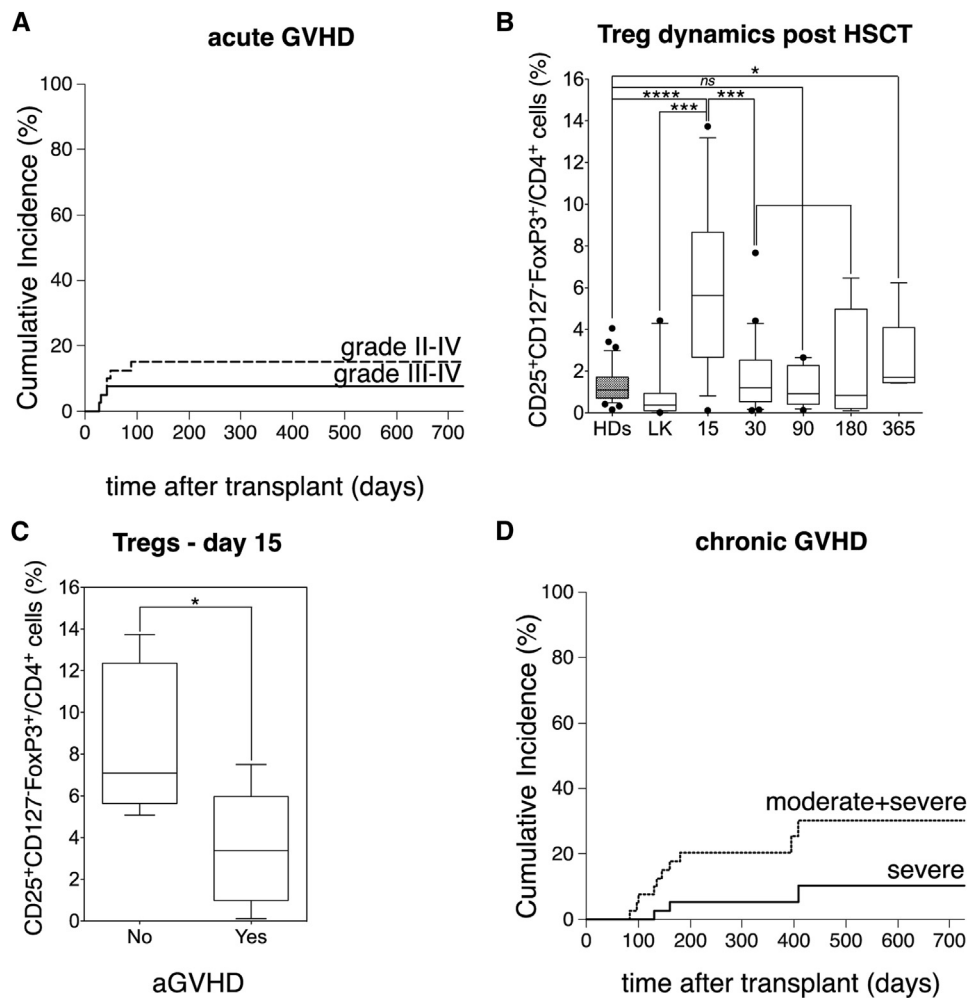 A
acute GVHD
Cumulative Incidence (%)
100
80
60
40
20
0
grade II-IV
grade III-IV
0 100 200 300 400 500 600 700
time after transplant (days)
B
Treg dynamics post HSCT
CD25+CD127-FoxP3+/CD4+ cells (%)
16
14
12
10
8
6
4
2
0
*
ns
**** ***
***
HDs LK 15 30 90 180 365
C
Tregs - day 15
CD25+CD127-FoxP3+/CD4+ cells (%)
16
14
12
10
8
6
4
2
0
*
No Yes
aGVHD
D
chronic GVHD
Cumulative Incidence (%)
100
80
60
40
20
0
moderate+severe
severe
0 100 200 300 400 500 600 700
time after transplant (days)